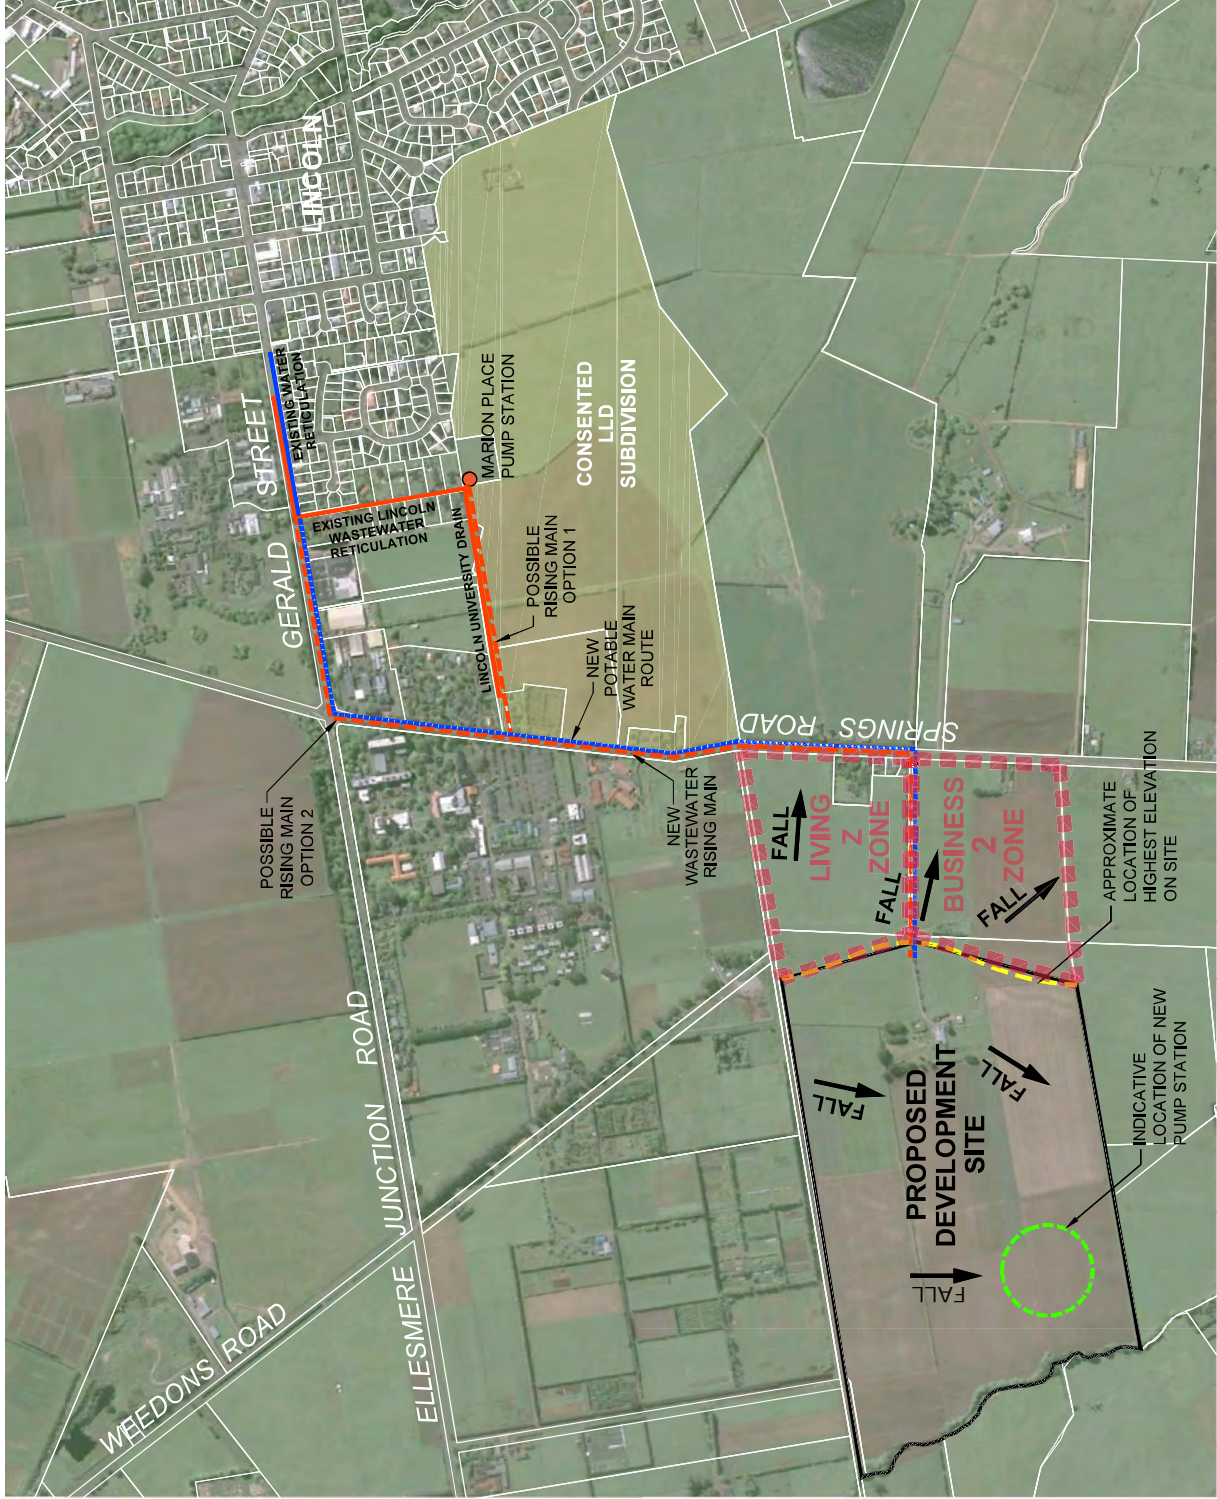 LINCOLN
EXISTING WATER
RETICULATION
GERALD STREET
EXISTING LINCOLN
WASTEWATER
RETICULATION
MARION PLACE
PUMP STATION
CONSENTED
LLD
SUBDIVISION
LINCOLN UNIVERSITY DRAIN
POSSIBLE
RISING MAIN
OPTION 1
NEW
POTABLE
WATER MAIN
ROUTE
POSSIBLE
RISING MAIN
OPTION 2
NEW
WASTEWATER
RISING MAIN
SPRINGS ROAD
FALL
LIVING
Z
ZONE
FALL
BUSINESS
2
ZONE
FALL
APPROXIMATE
LOCATION OF
HIGHEST ELEVATION
ON SITE
ELLESMERE JUNCTION ROAD
WEEDONS ROAD
FALL
FALL
PROPOSED
DEVELOPMENT
SITE
FALL
INDICATIVE
LOCATION OF NEW
PUMP STATION